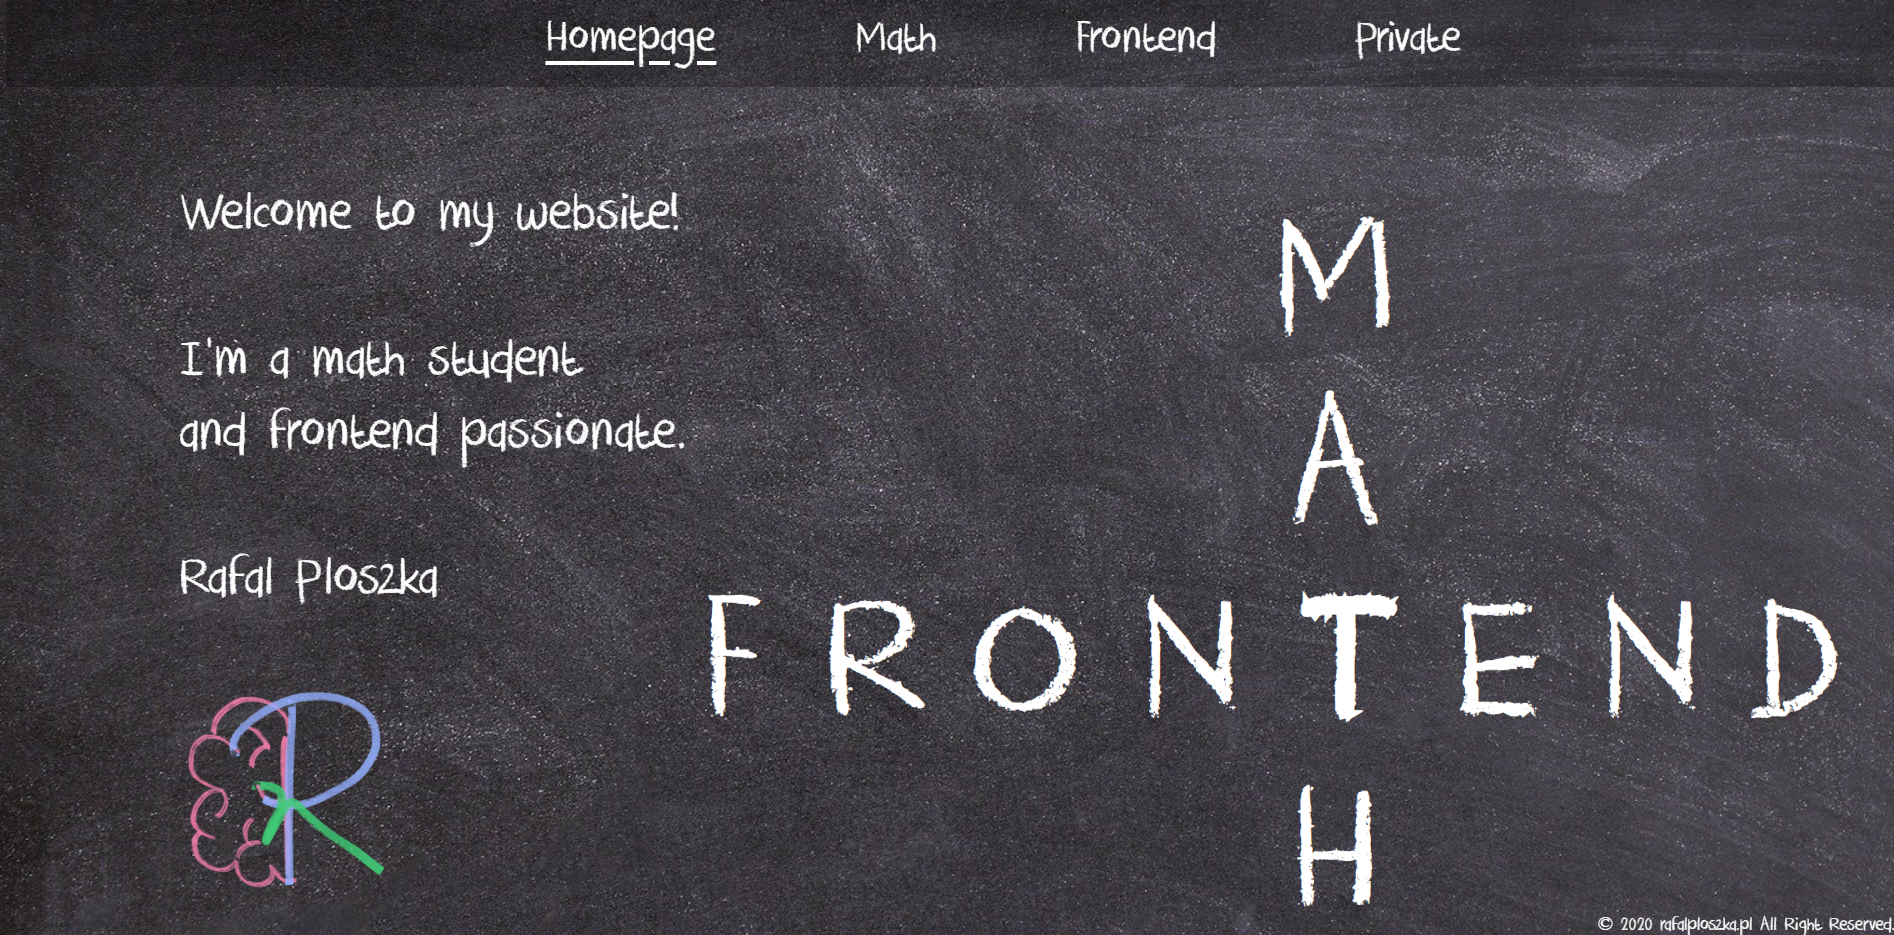 Homepage Math Frontend Private
Welcome to my website!
I'm a math student
and frontend passionate.
Rafal Ploszka
M
A
FRONTEND
H
© 2020 rafalploszka.pl All Right Reserved.